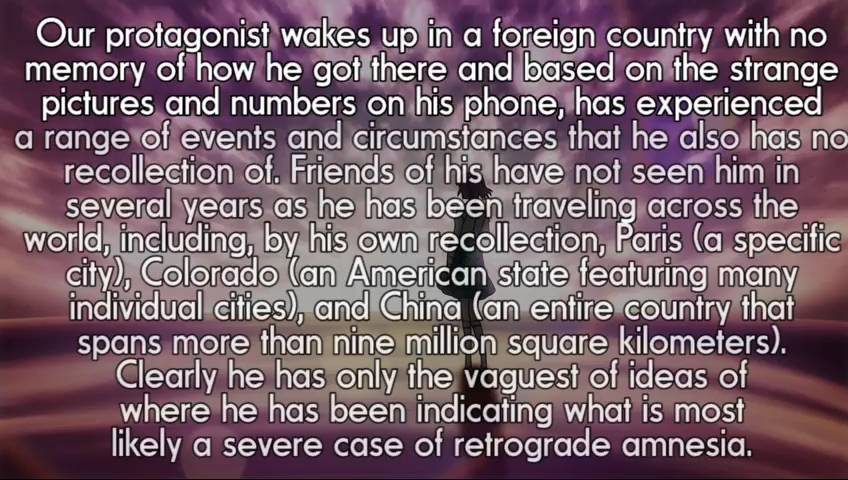 Our protagonist wakes up in a foreign country with no
memory of how he got there and based on the strange
pictures and numbers on his phone, has experienced
a range of events and circumstances that he also has no
recollection of. Friends of his have not seen him in
several years as he has been traveling across the
world, including, by his own recollection, Paris (a specific
city), Colorado (an American state featuring many
individual cities), and China (an entire country that
spans more than nine million square kilometers).
Clearly he has only the vaguest of ideas of
where he has been indicating what is most
likely a severe case of retrograde amnesia.